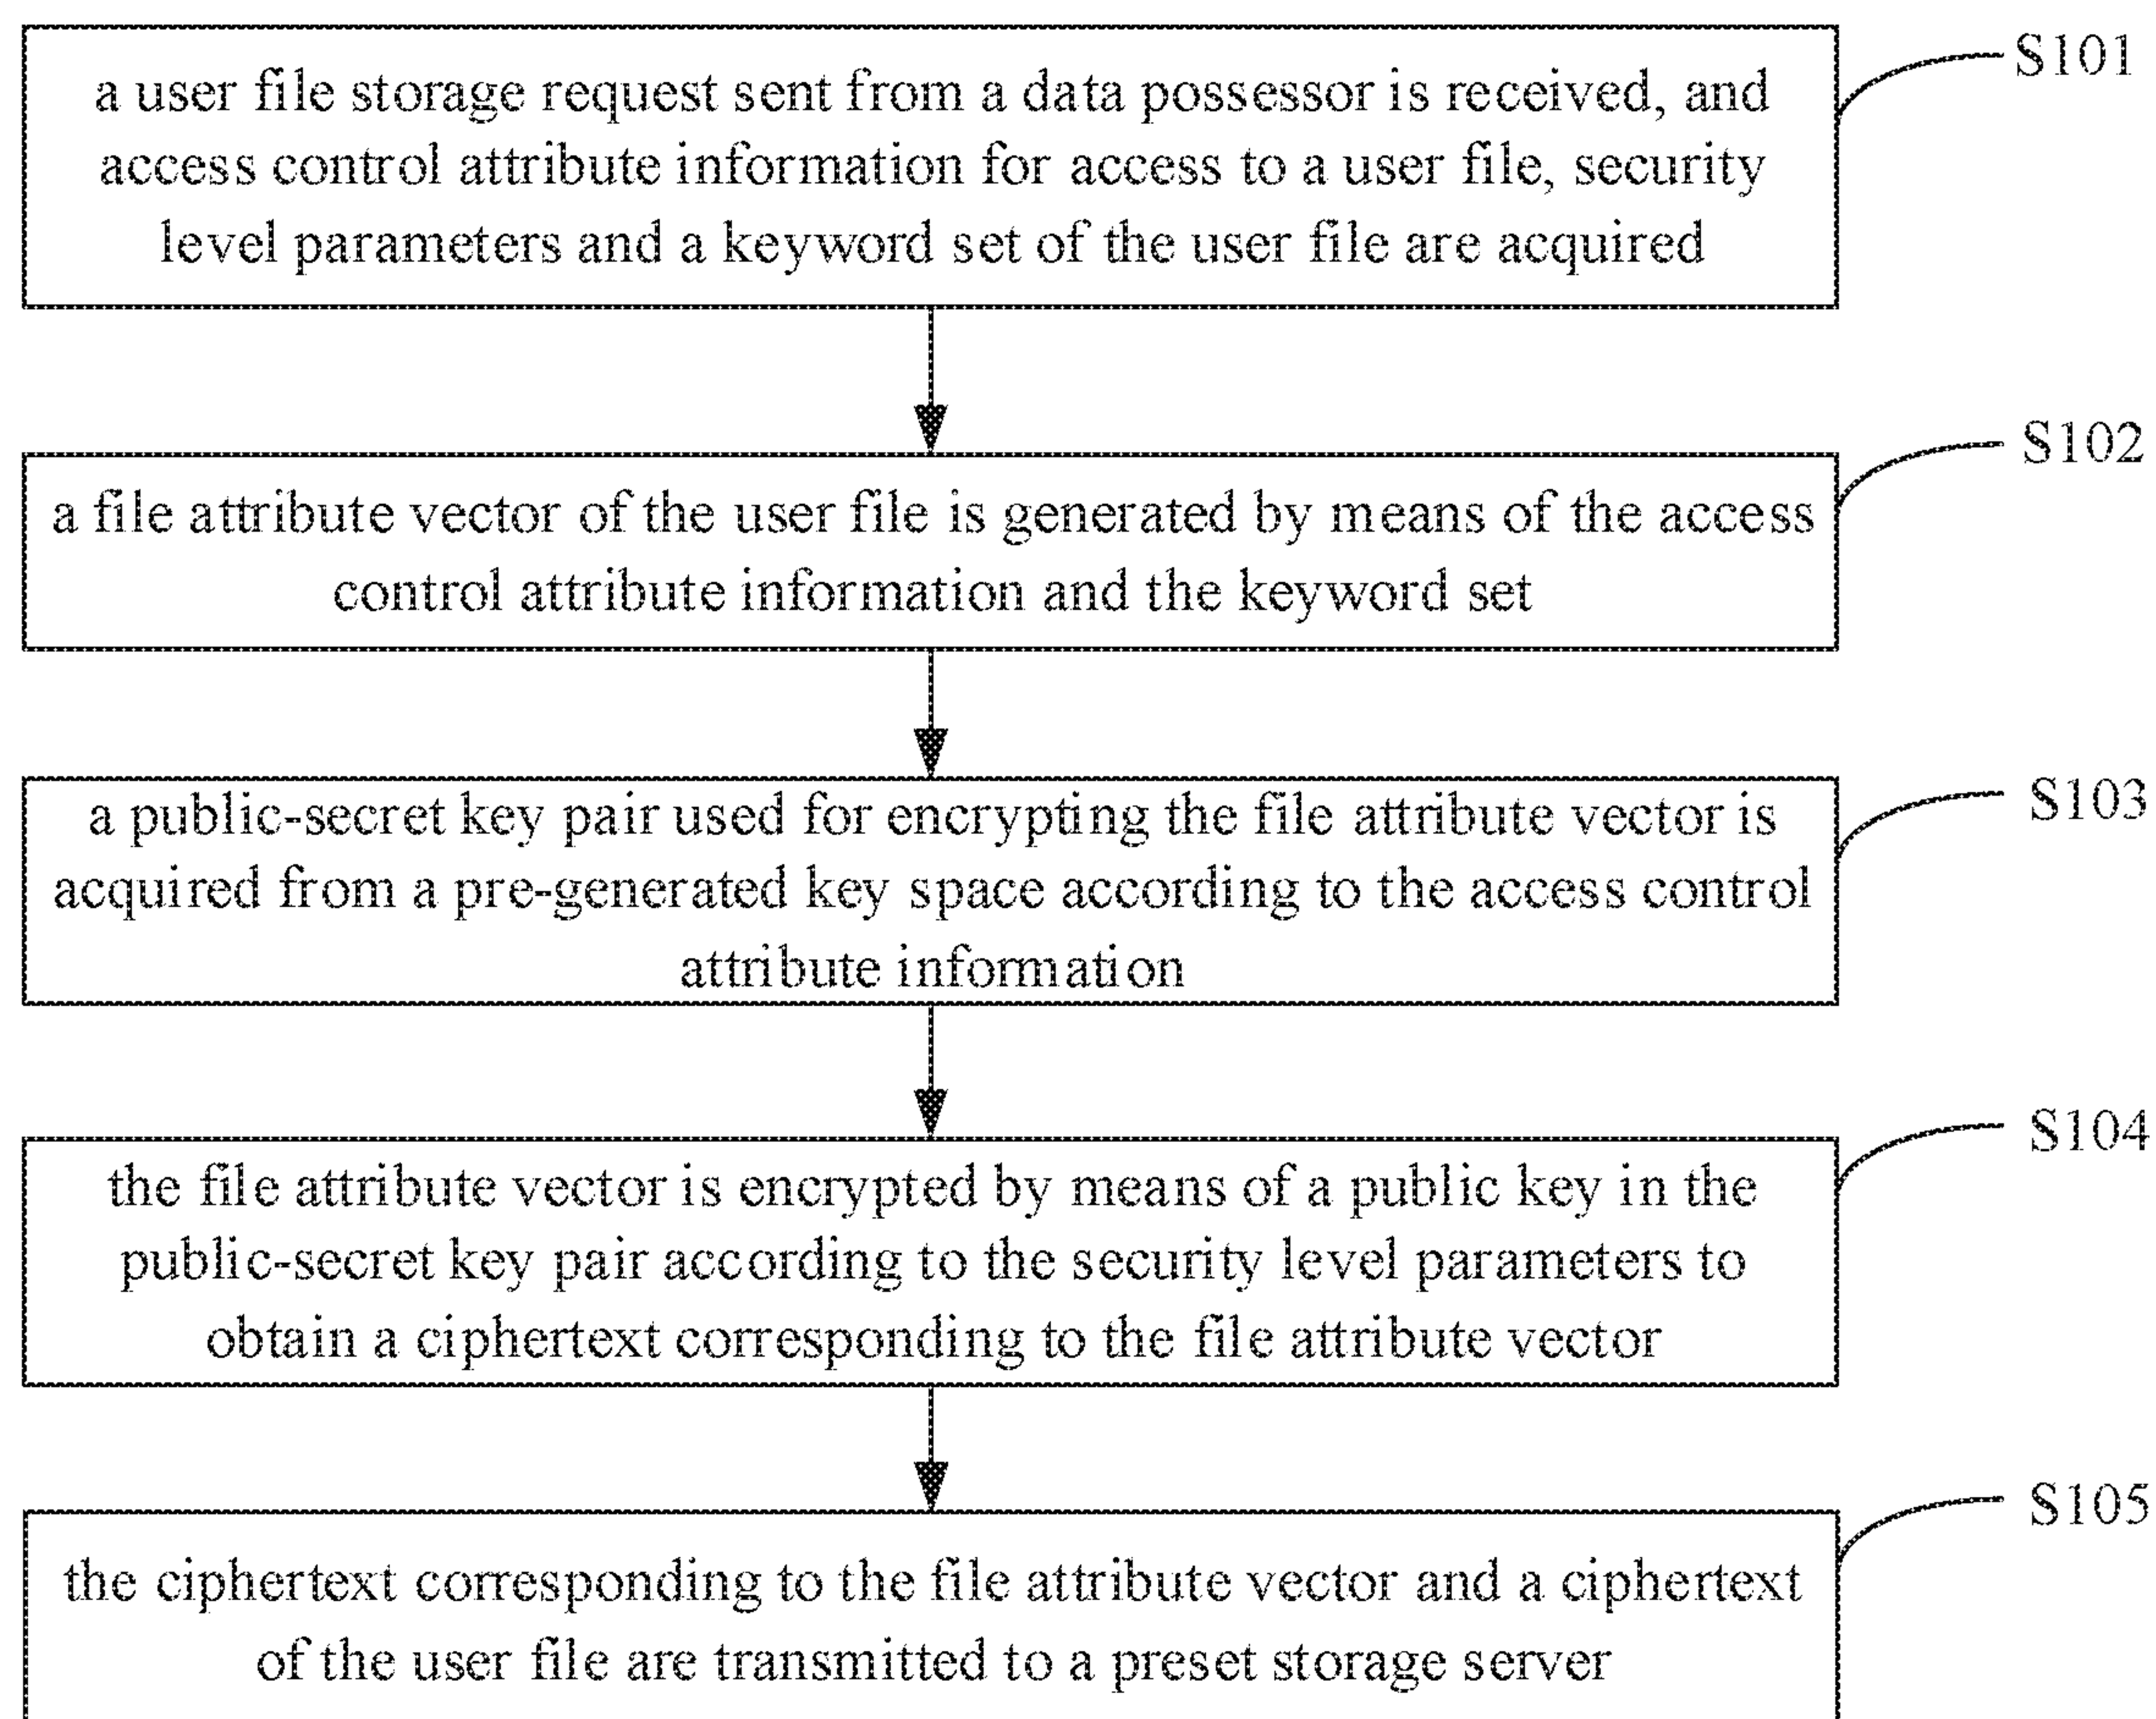 a user file storage request sent from a data possessor is received, and
access control attribute information for access to a user file, security
level parameters and a keyword set of the user file are acquired
S101
a file attribute vector of the user file is generated by means of the access
control attribute information and the keyword set
S102
a public-secret key pair used for encrypting the file attribute vector is
acquired from a pre-generated key space according to the access control
attribute information
S103
the file attribute vector is encrypted by means of a public key in the
public-secret key pair according to the security level parameters to
obtain a ciphertext corresponding to the file attribute vector
S104
the ciphertext corresponding to the file attribute vector and a ciphertext
of the user file are transmitted to a preset storage server
S105